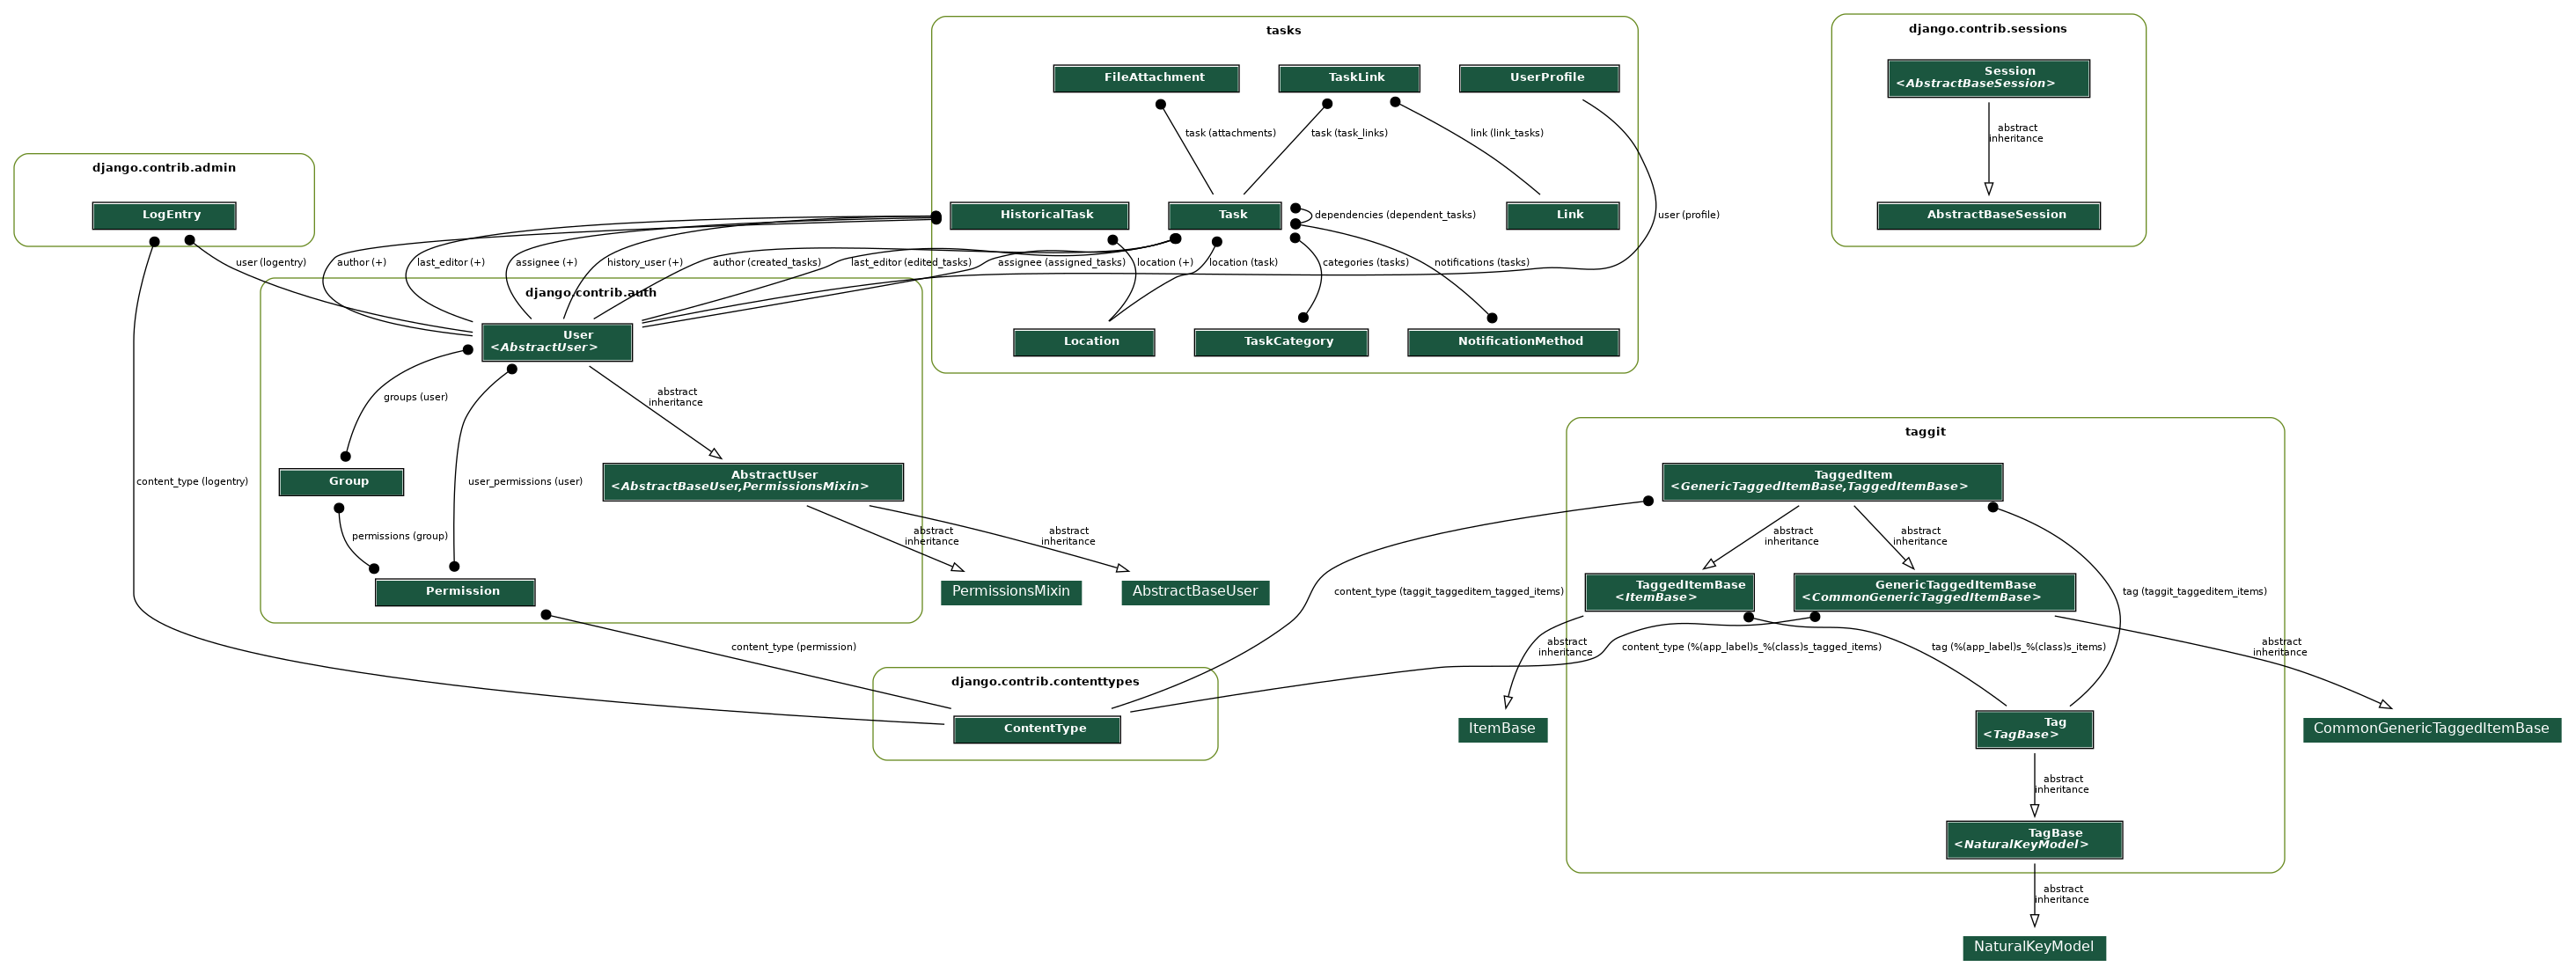 tasks
FileAttachment
TaskLink
UserProfile
task (attachments)
task (task_links)
link (link_tasks)
HistoricalTask
Task
dependencies (dependent_tasks)
Link
user (profile)
author (+)
last_editor (+)
assignee (+)
history_user (+)
author (created_tasks)
last_editor (edited_tasks)
assignee (assigned_tasks)
location (+)
location (task)
categories (tasks)
notifications (tasks)
Location
TaskCategory
NotificationMethod
django.contrib.sessions
Session
<AbstractBaseSession>
abstract
inheritance
AbstractBaseSession
django.contrib.admin
LogEntry
user (logentry)
content_type (logentry)
django.contrib.auth
User
<AbstractUser>
groups (user)
abstract
inheritance
Group
user_permissions (user)
AbstractUser
<AbstractBaseUser,PermissionsMixin>
permissions (group)
abstract
inheritance
abstract
inheritance
Permission
PermissionsMixin
AbstractBaseUser
content_type (permission)
django.contrib.contenttypes
ContentType
taggit
TaggedItem
<GenericTaggedItemBase,TaggedItemBase>
abstract
inheritance
abstract
inheritance
content_type (taggit_taggeditem_tagged_items)
TaggedItemBase
<ItemBase>
GenericTaggedItemBase
<CommonGenericTaggedItemBase>
tag (taggit_taggeditem_items)
abstract
inheritance
content_type (%(app_label)s_%(class)s_tagged_items)
tag (%(app_label)s_%(class)s_items)
abstract
inheritance
ItemBase
Tag
<TagBase>
CommonGenericTaggedItemBase
abstract
inheritance
TagBase
<NaturalKeyModel>
abstract
inheritance
NaturalKeyModel